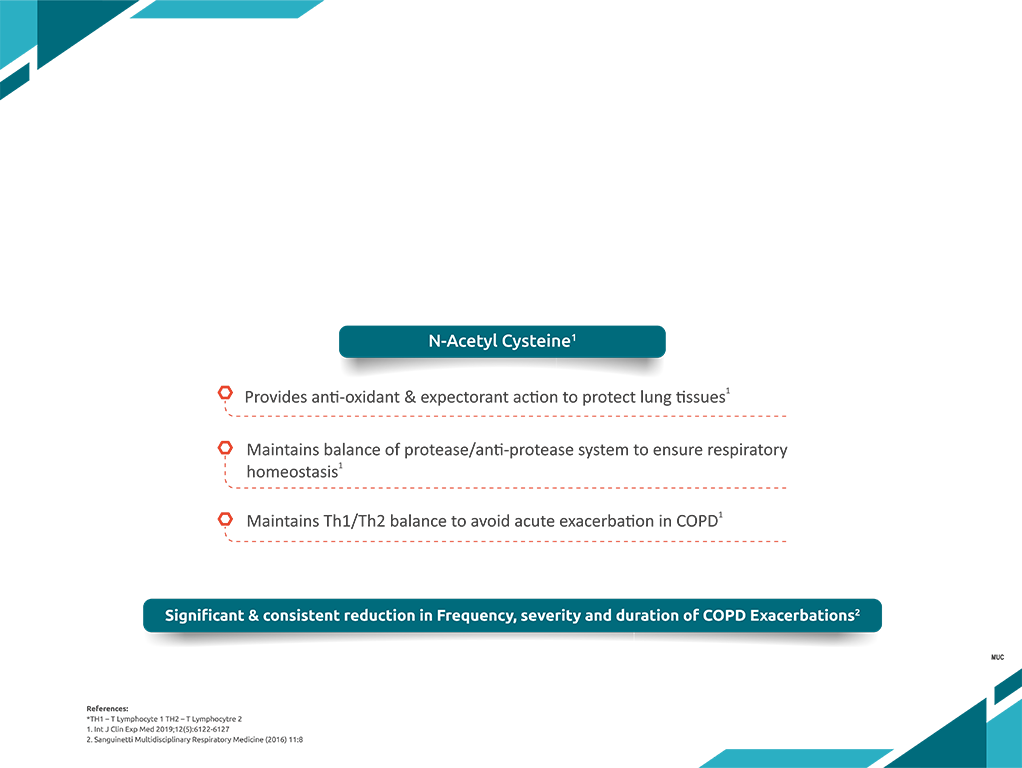 N-Acetyl Cysteine¹
Provides anti-oxidant & expectorant action to protect lung tissues¹
Maintains balance of protease/anti-protease system to ensure respiratory
homeostasis¹
Maintains Th1/Th2 balance to avoid acute exacerbation in COPD¹
Significant & consistent reduction in Frequency, severity and duration of COPD Exacerbations²
MUC
References:
*TH1 – T Lymphocyte 1 TH2 – T Lymphocytre 2
1. Int J Clin Exp Med 2019;12(5):6122-6127
2. Sanguinetti Multidisciplinary Respiratory Medicine (2016) 11:8